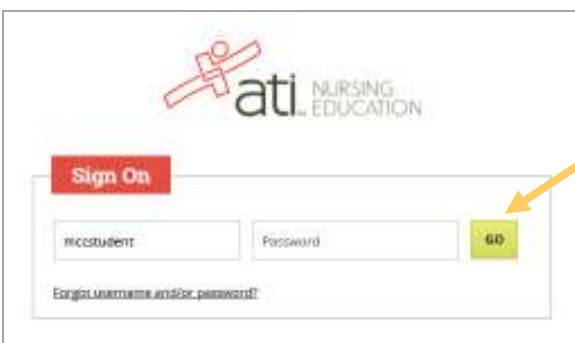 ati NURSING
EDUCATION
Sign On
mccstudent Password GO
Forgot username and/or password?